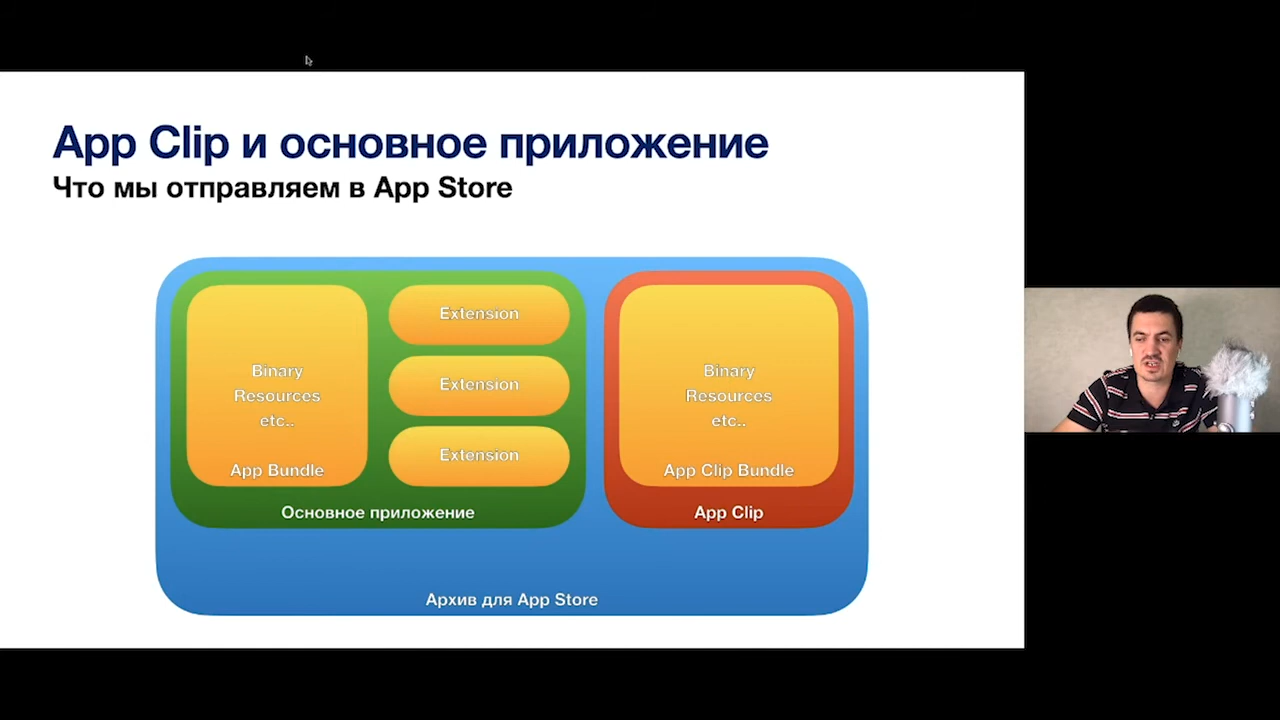 App Clip и основное приложение
Что мы отправляем в App Store
Binary
Resources
etc..
App Bundle
Extension
Extension
Extension
Основное приложение
Binary
Resources
etc..
App Clip Bundle
App Clip
Архив для App Store